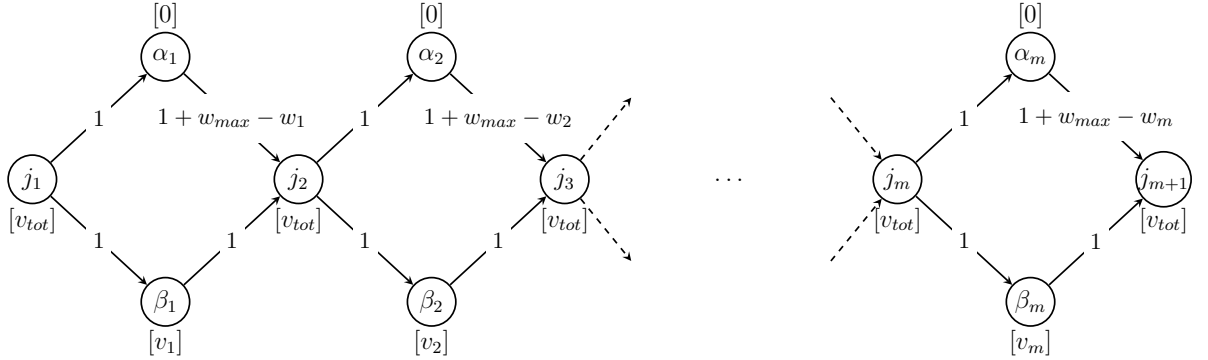 [0] [0] [0]
α₁ α₂ αₘ
1 1 + wₘₐₓ − w₁ 1 1 + wₘₐₓ − w₂ 1 1 + wₘₐₓ − wₘ
j₁ j₂ j₃ ⋯ jₘ jₘ₊₁
[vₜₒₜ] [vₜₒₜ] [vₜₒₜ] [vₜₒₜ] [vₜₒₜ]
1 1 1 1 1 1
β₁ β₂ βₘ
[v₁] [v₂] [vₘ]